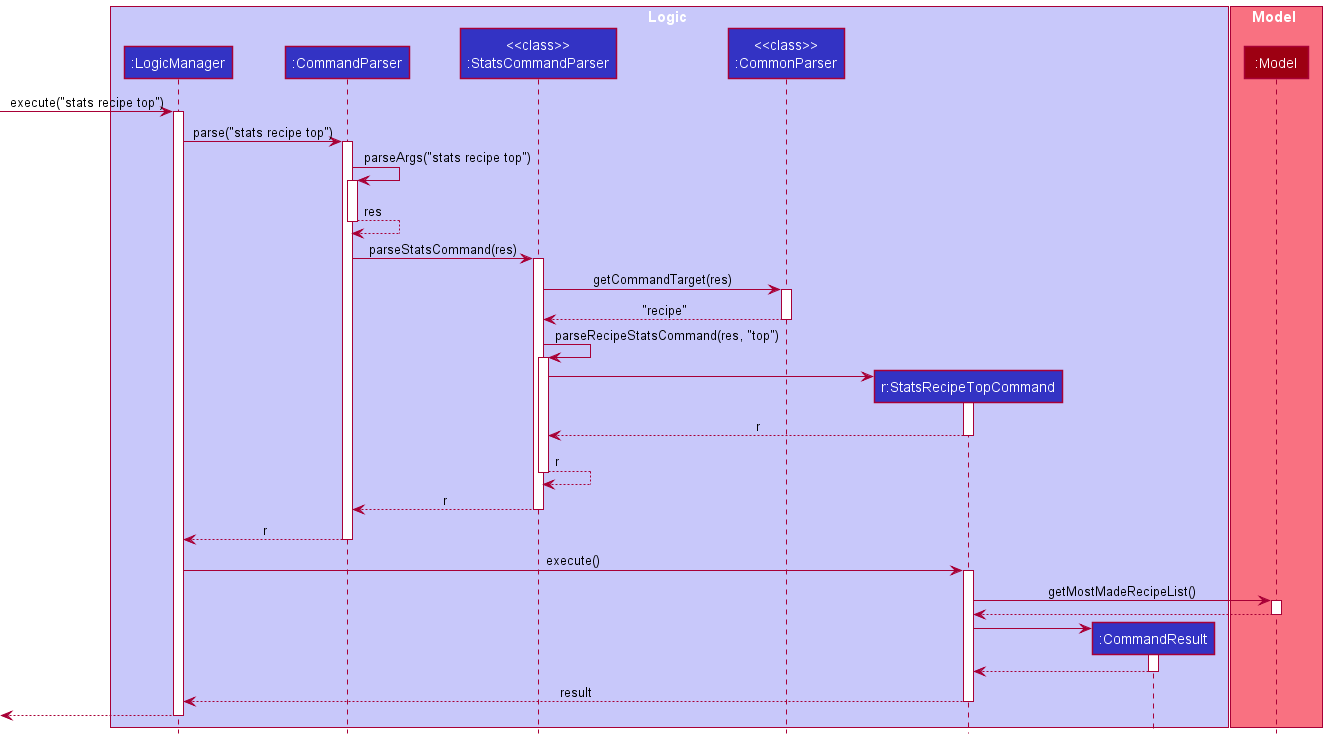 Logic
Model
:LogicManager
:CommandParser
<<class>>
:StatsCommandParser
<<class>>
:CommonParser
:Model
execute("stats recipe top")
parse("stats recipe top")
parseArgs("stats recipe top")
res
parseStatsCommand(res)
getCommandTarget(res)
"recipe"
parseRecipeStatsCommand(res, "top")
r:StatsRecipeTopCommand
r
r
r
r
execute()
getMostMadeRecipeList()
:CommandResult
result